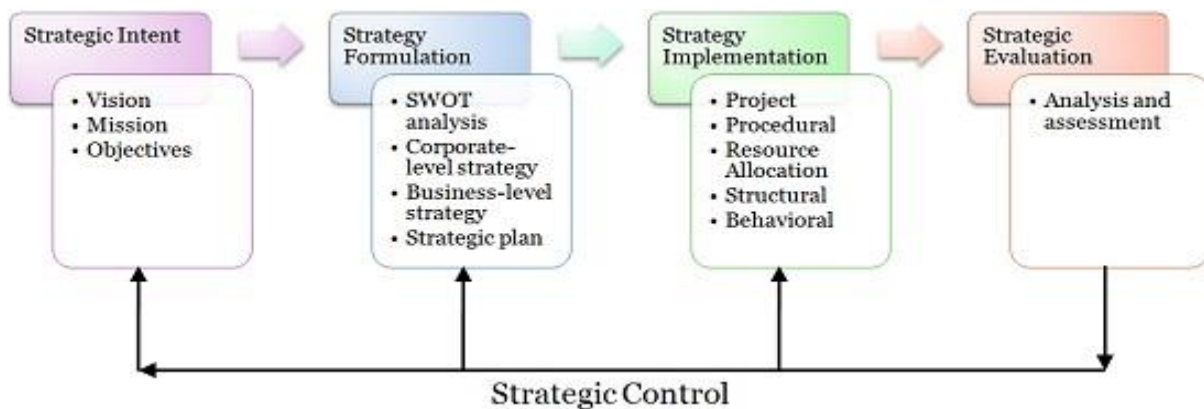 Strategic Intent
• Vision
• Mission
• Objectives
Strategy
Formulation
• SWOT
analysis
• Corporate-
level strategy
• Business-level
strategy
• Strategic plan
Strategy
Implementation
• Project
• Procedural
• Resource
Allocation
• Structural
• Behavioral
Strategic
Evaluation
• Analysis and
assessment
Strategic Control